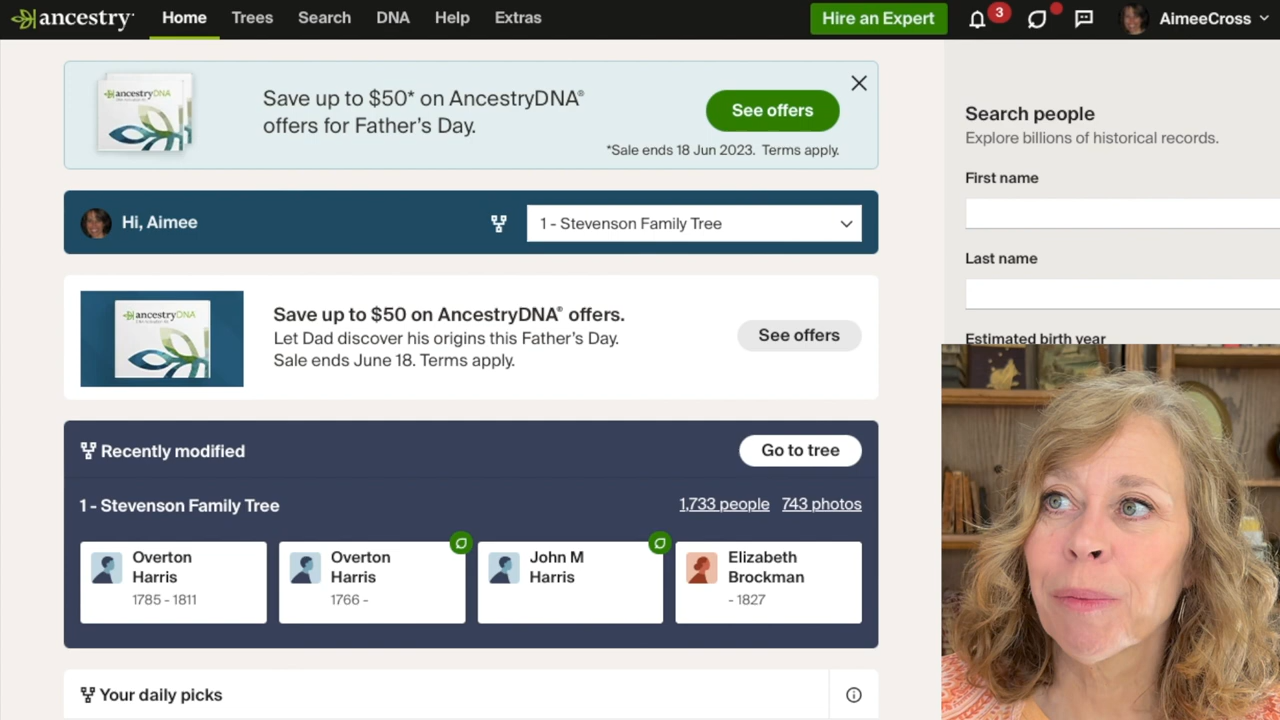 ancestry
Home Trees Search DNA Help Extras
Hire an Expert
3
AimeeCross
ancestryDNA
Save up to $50* on AncestryDNA®
offers for Father's Day.
See offers
*Sale ends 18 Jun 2023. Terms apply.
Hi, Aimee
1 - Stevenson Family Tree
ancestryDNA
Save up to $50 on AncestryDNA® offers.
Let Dad discover his origins this Father's Day.
Sale ends June 18. Terms apply.
See offers
Recently modified
Go to tree
1 - Stevenson Family Tree
1,733 people 743 photos
Overton
Harris
1785 - 1811
Overton
Harris
1766 -
John M
Harris
Elizabeth
Brockman
- 1827
Your daily picks
Search people
Explore billions of historical records.
First name
Last name
Estimated birth year